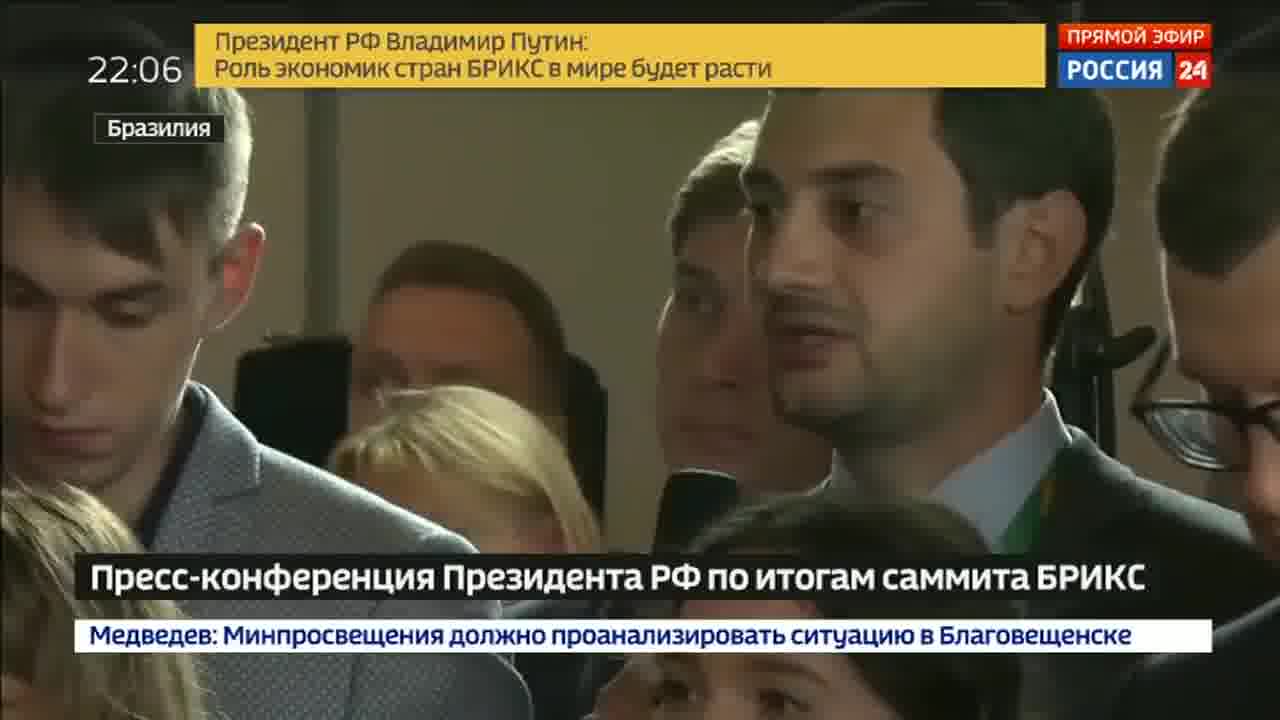 22:06
Президент РФ Владимир Путин:
Роль экономик стран БРИКС в мире будет расти
ПРЯМОЙ ЭФИР
РОССИЯ 24
Бразилия
Пресс-конференция Президента РФ по итогам саммита БРИКС
Медведев: Минпросвещения должно проанализировать ситуацию в Благовещенске